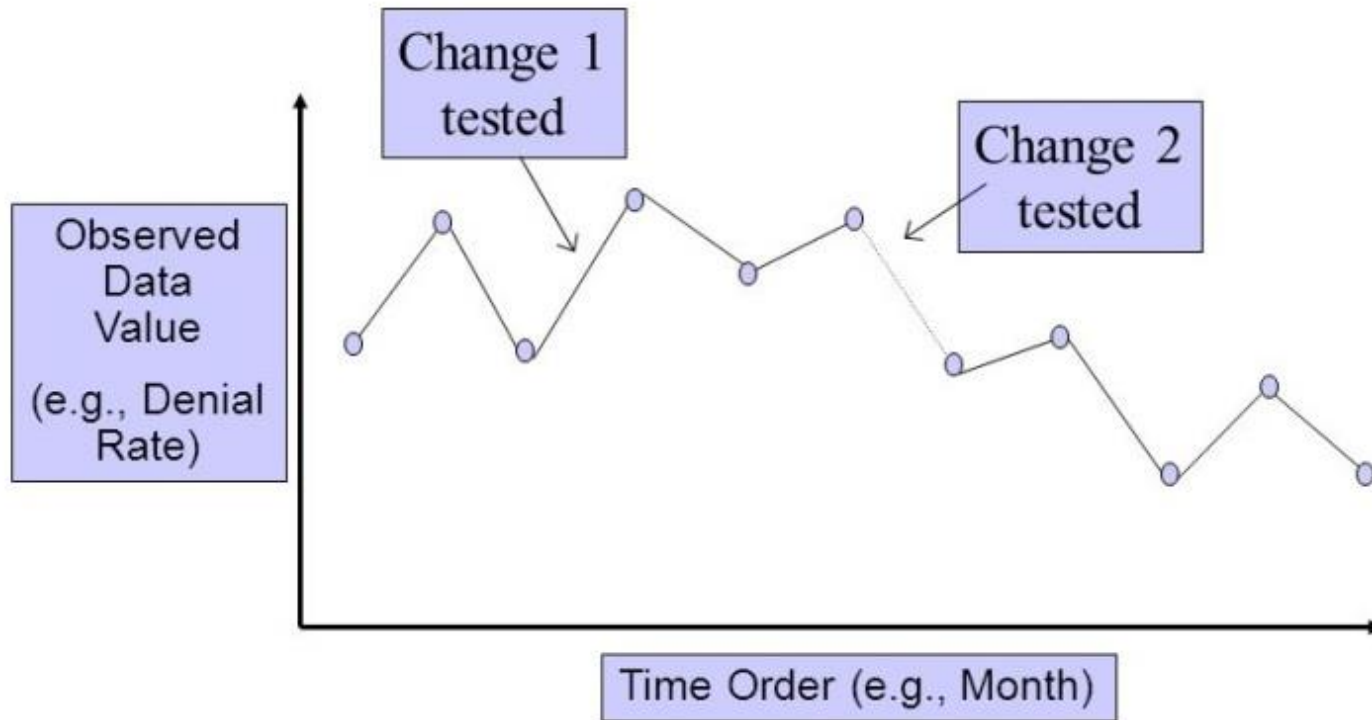 Change 1
tested
Change 2
tested
Observed
Data
Value
(e.g., Denial
Rate)
Time Order (e.g., Month)